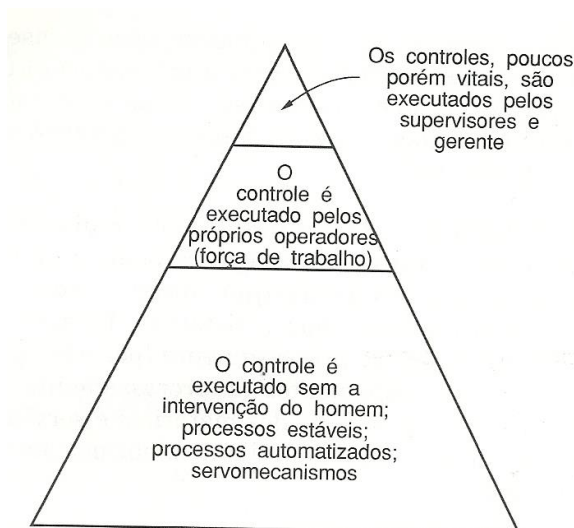 Os controles, poucos
porém vitais, são
executados pelos
supervisores e
gerente
O
controle é
executado pelos
próprios operadores
(força de trabalho)
O controle é
executado sem a
intervenção do homem;
processos estáveis;
processos automatizados;
servomecanismos